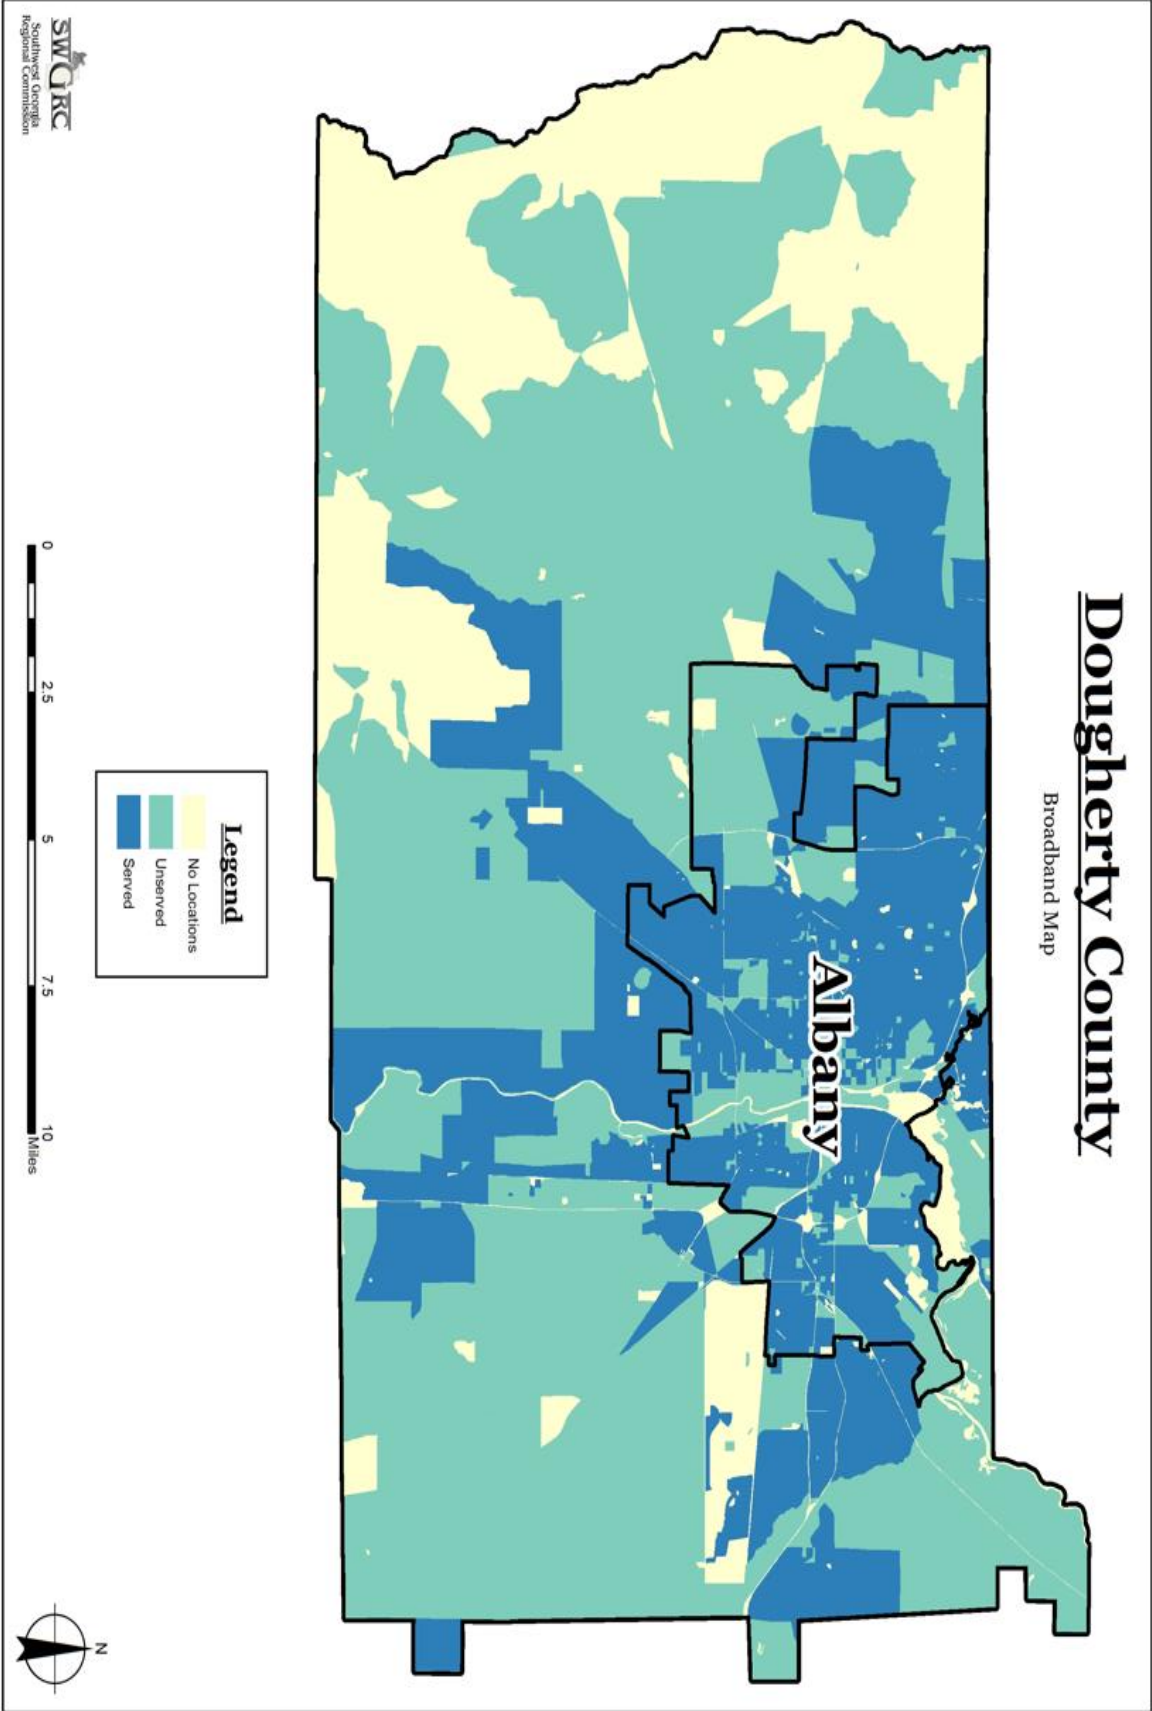 Dougherty County
Broadband Map
Albany
Legend
No Locations
Unserved
Served
0 2.5 5 7.5 10
Miles
N
SWGRC
Southwest Georgia
Regional Commission